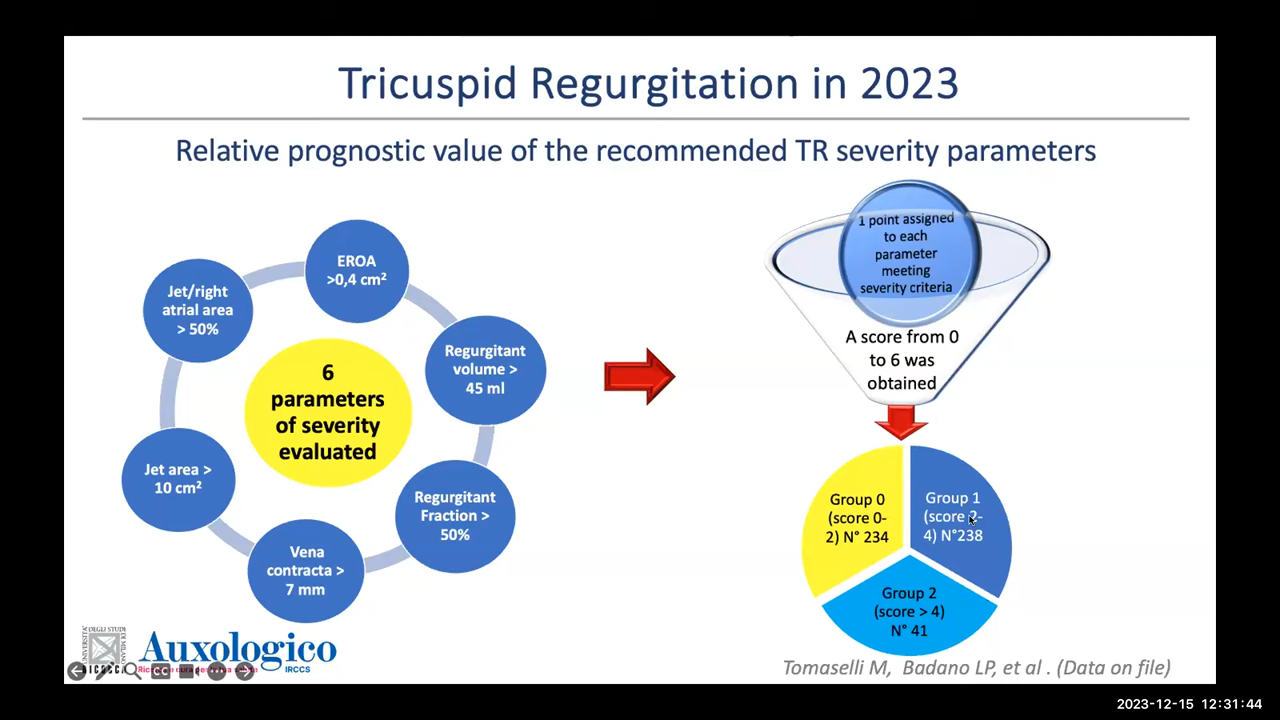 Tricuspid Regurgitation in 2023
Relative prognostic value of the recommended TR severity parameters
EROA
>0,4 cm²
Jet/right
atrial area
> 50%
Regurgitant
volume >
45 ml
6
parameters
of severity
evaluated
Jet area >
10 cm²
Regurgitant
Fraction >
50%
Vena
contracta >
7 mm
1 point assigned
to each
parameter
meeting
severity criteria
A score from 0
to 6 was
obtained
Group 0
(score 0-
2) N° 234
Group 1
(score 2-
4) N°238
Group 2
(score > 4)
N° 41
Auxologico
IRCCS
Tomaselli M, Badano LP, et al . (Data on file)
2023-12-15 12:31:44